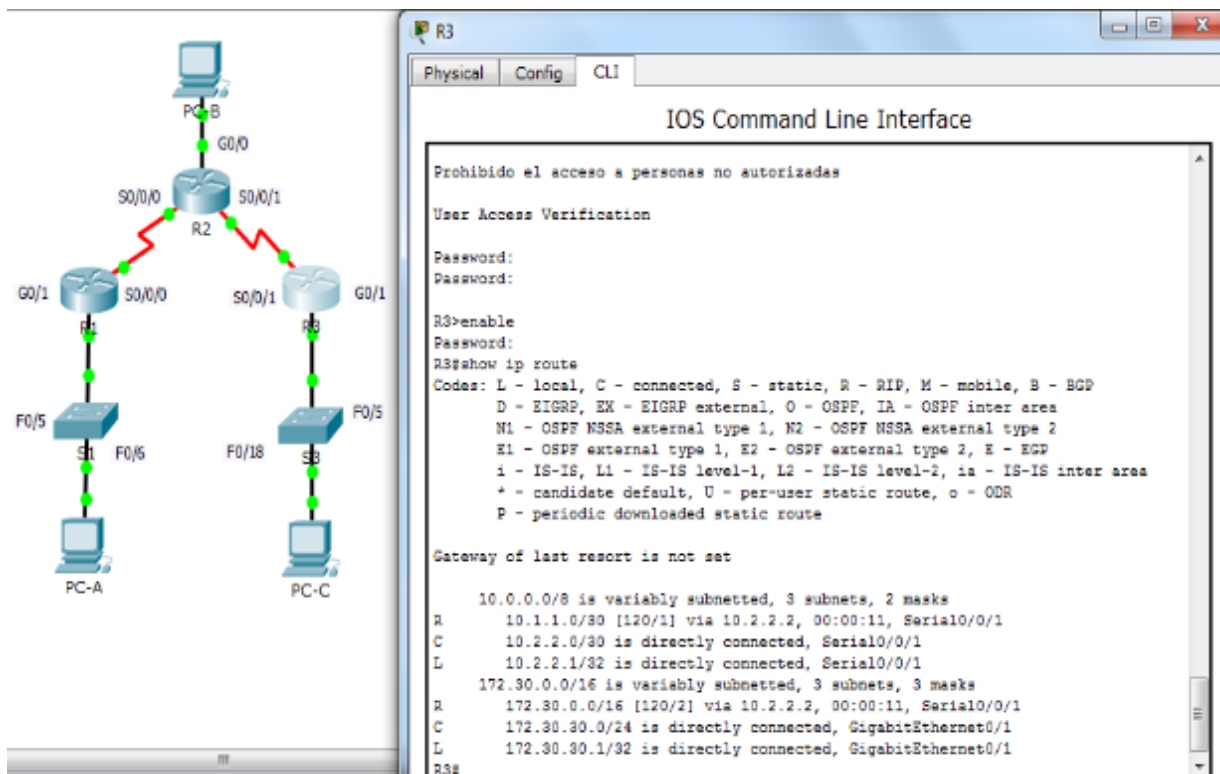 PC-B
G0/0
S0/0/0
S0/0/1
R2
G0/1
S0/0/0
S0/0/1
G0/1
R1
R3
F0/5
F0/5
S1
F0/6
F0/18
S3
PC-A
PC-C
R3
Physical
Config
CLI
IOS Command Line Interface
Prohibido el acceso a personas no autorizadas
User Access Verification
Password:
Password:
R3>enable
Password:
R3#show ip route
Codes: L - local, C - connected, S - static, R - RIP, M - mobile, B - BGP
D - EIGRP, EX - EIGRP external, O - OSPF, IA - OSPF inter area
N1 - OSPF NSSA external type 1, N2 - OSPF NSSA external type 2
E1 - OSPF external type 1, E2 - OSPF external type 2, E - EGP
i - IS-IS, L1 - IS-IS level-1, L2 - IS-IS level-2, ia - IS-IS inter area
* - candidate default, U - per-user static route, o - ODR
P - periodic downloaded static route
Gateway of last resort is not set
10.0.0.0/8 is variably subnetted, 3 subnets, 2 masks
R 10.1.1.0/30 [120/1] via 10.2.2.2, 00:00:11, Serial0/0/1
C 10.2.2.0/30 is directly connected, Serial0/0/1
L 10.2.2.1/32 is directly connected, Serial0/0/1
172.30.0.0/16 is variably subnetted, 3 subnets, 3 masks
R 172.30.0.0/16 [120/2] via 10.2.2.2, 00:00:11, Serial0/0/1
C 172.30.30.0/24 is directly connected, GigabitEthernet0/1
L 172.30.30.1/32 is directly connected, GigabitEthernet0/1
R3#